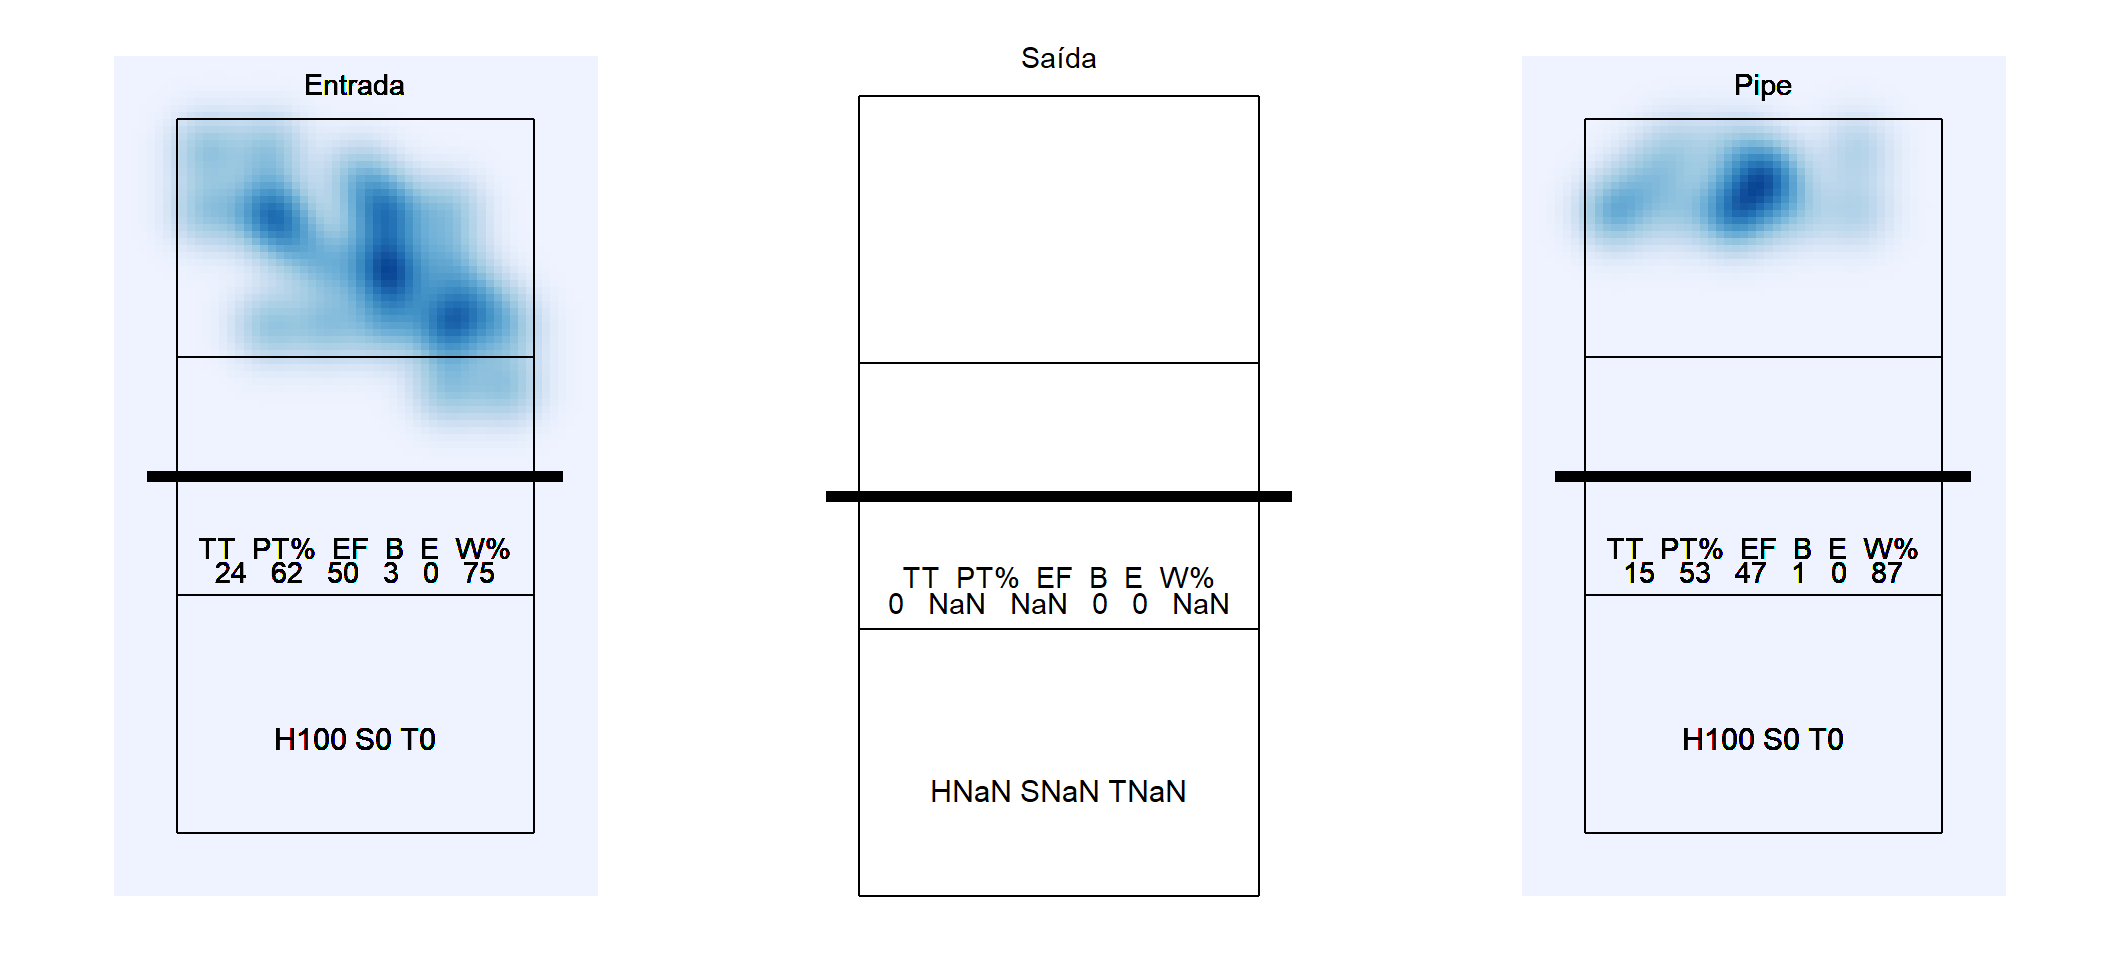 Entrada
TT PT% EF B E W%
24 62 50 3 0 75
H100 S0 T0
Saída
TT PT% EF B E W%
0 NaN NaN 0 0 NaN
HNaN SNaN TNaN
Pipe
TT PT% EF B E W%
15 53 47 1 0 87
H100 S0 T0